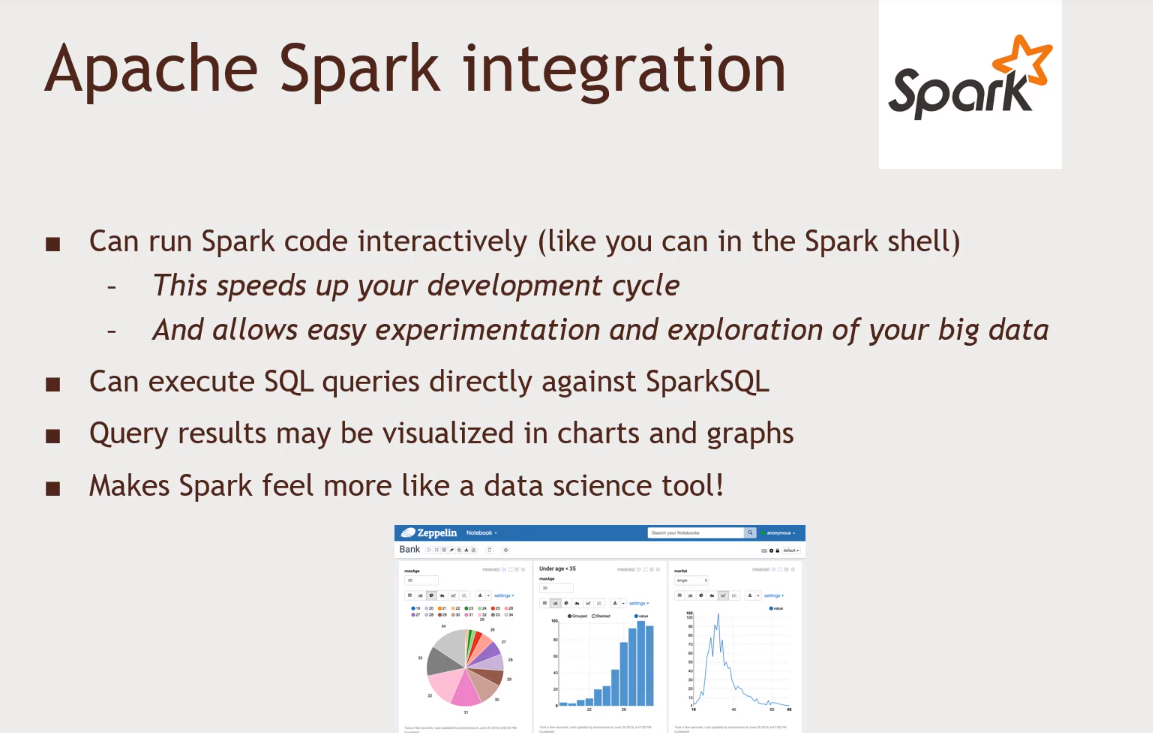 Apache Spark integration
Spark
■ Can run Spark code interactively (like you can in the Spark shell)
- This speeds up your development cycle
- And allows easy experimentation and exploration of your big data
■ Can execute SQL queries directly against SparkSQL
■ Query results may be visualized in charts and graphs
■ Makes Spark feel more like a data science tool!
Zeppelin Notebook Search your Notebooks anonymous
Bank default
maxAge FINISHED Under age < 35 FINISHED marital FINISHED
maxAge
single
settings settings settings
Grouped Stacked value value